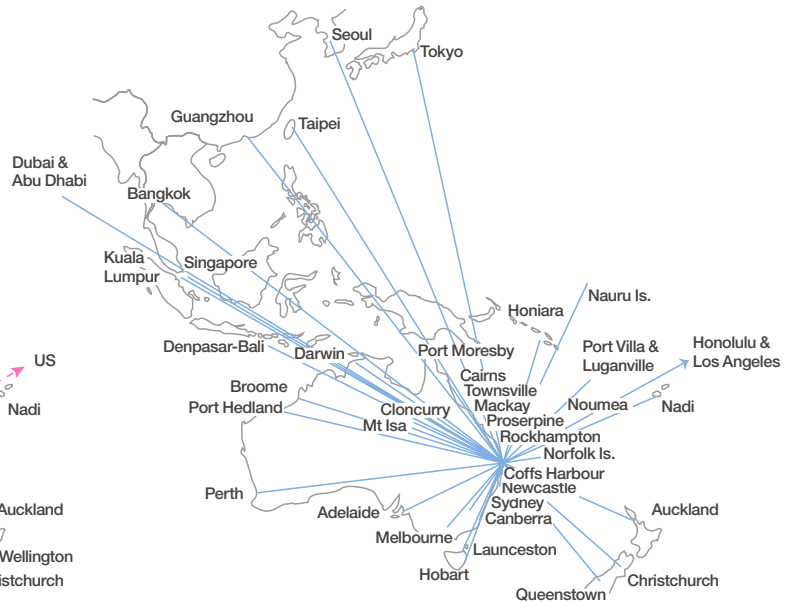 Seoul
Tokyo
Guangzhou
Taipei
Dubai &
Abu Dhabi
Bangkok
Kuala
Lumpur
Singapore
Nauru Is.
Honiara
Denpasar-Bali
Darwin
Port Moresby
Port Villa &
Luganville
Honolulu &
Los Angeles
US
Cairns
Townsville
Broome
Mackay
Noumea
Nadi
Nadi
Port Hedland
Cloncurry
Proserpine
Mt Isa
Rockhampton
Norfolk Is.
Coffs Harbour
Newcastle
Perth
Sydney
Adelaide
Canberra
Auckland
Auckland
Melbourne
Launceston
Wellington
Hobart
Christchurch
istchurch
Queenstown